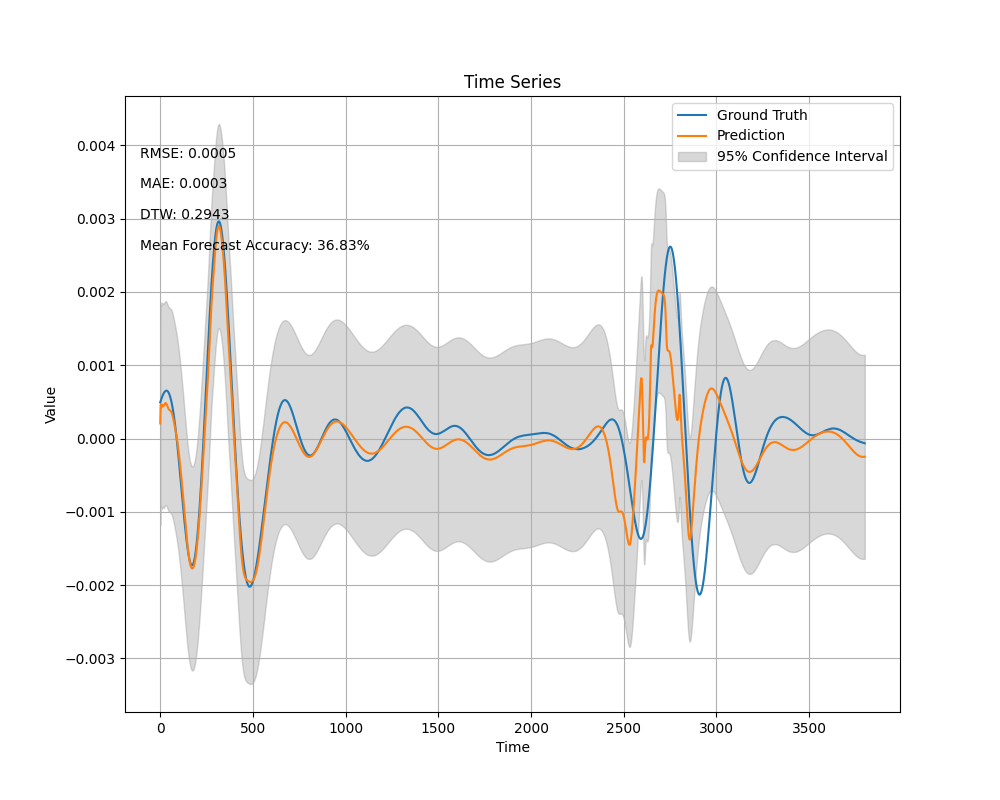 Time Series
Ground Truth
Prediction
95% Confidence Interval
RMSE: 0.0005
MAE: 0.0003
DTW: 0.2943
Mean Forecast Accuracy: 36.83%
0.004
0.003
0.002
0.001
0.000
−0.001
−0.002
−0.003
Value
0 500 1000 1500 2000 2500 3000 3500
Time